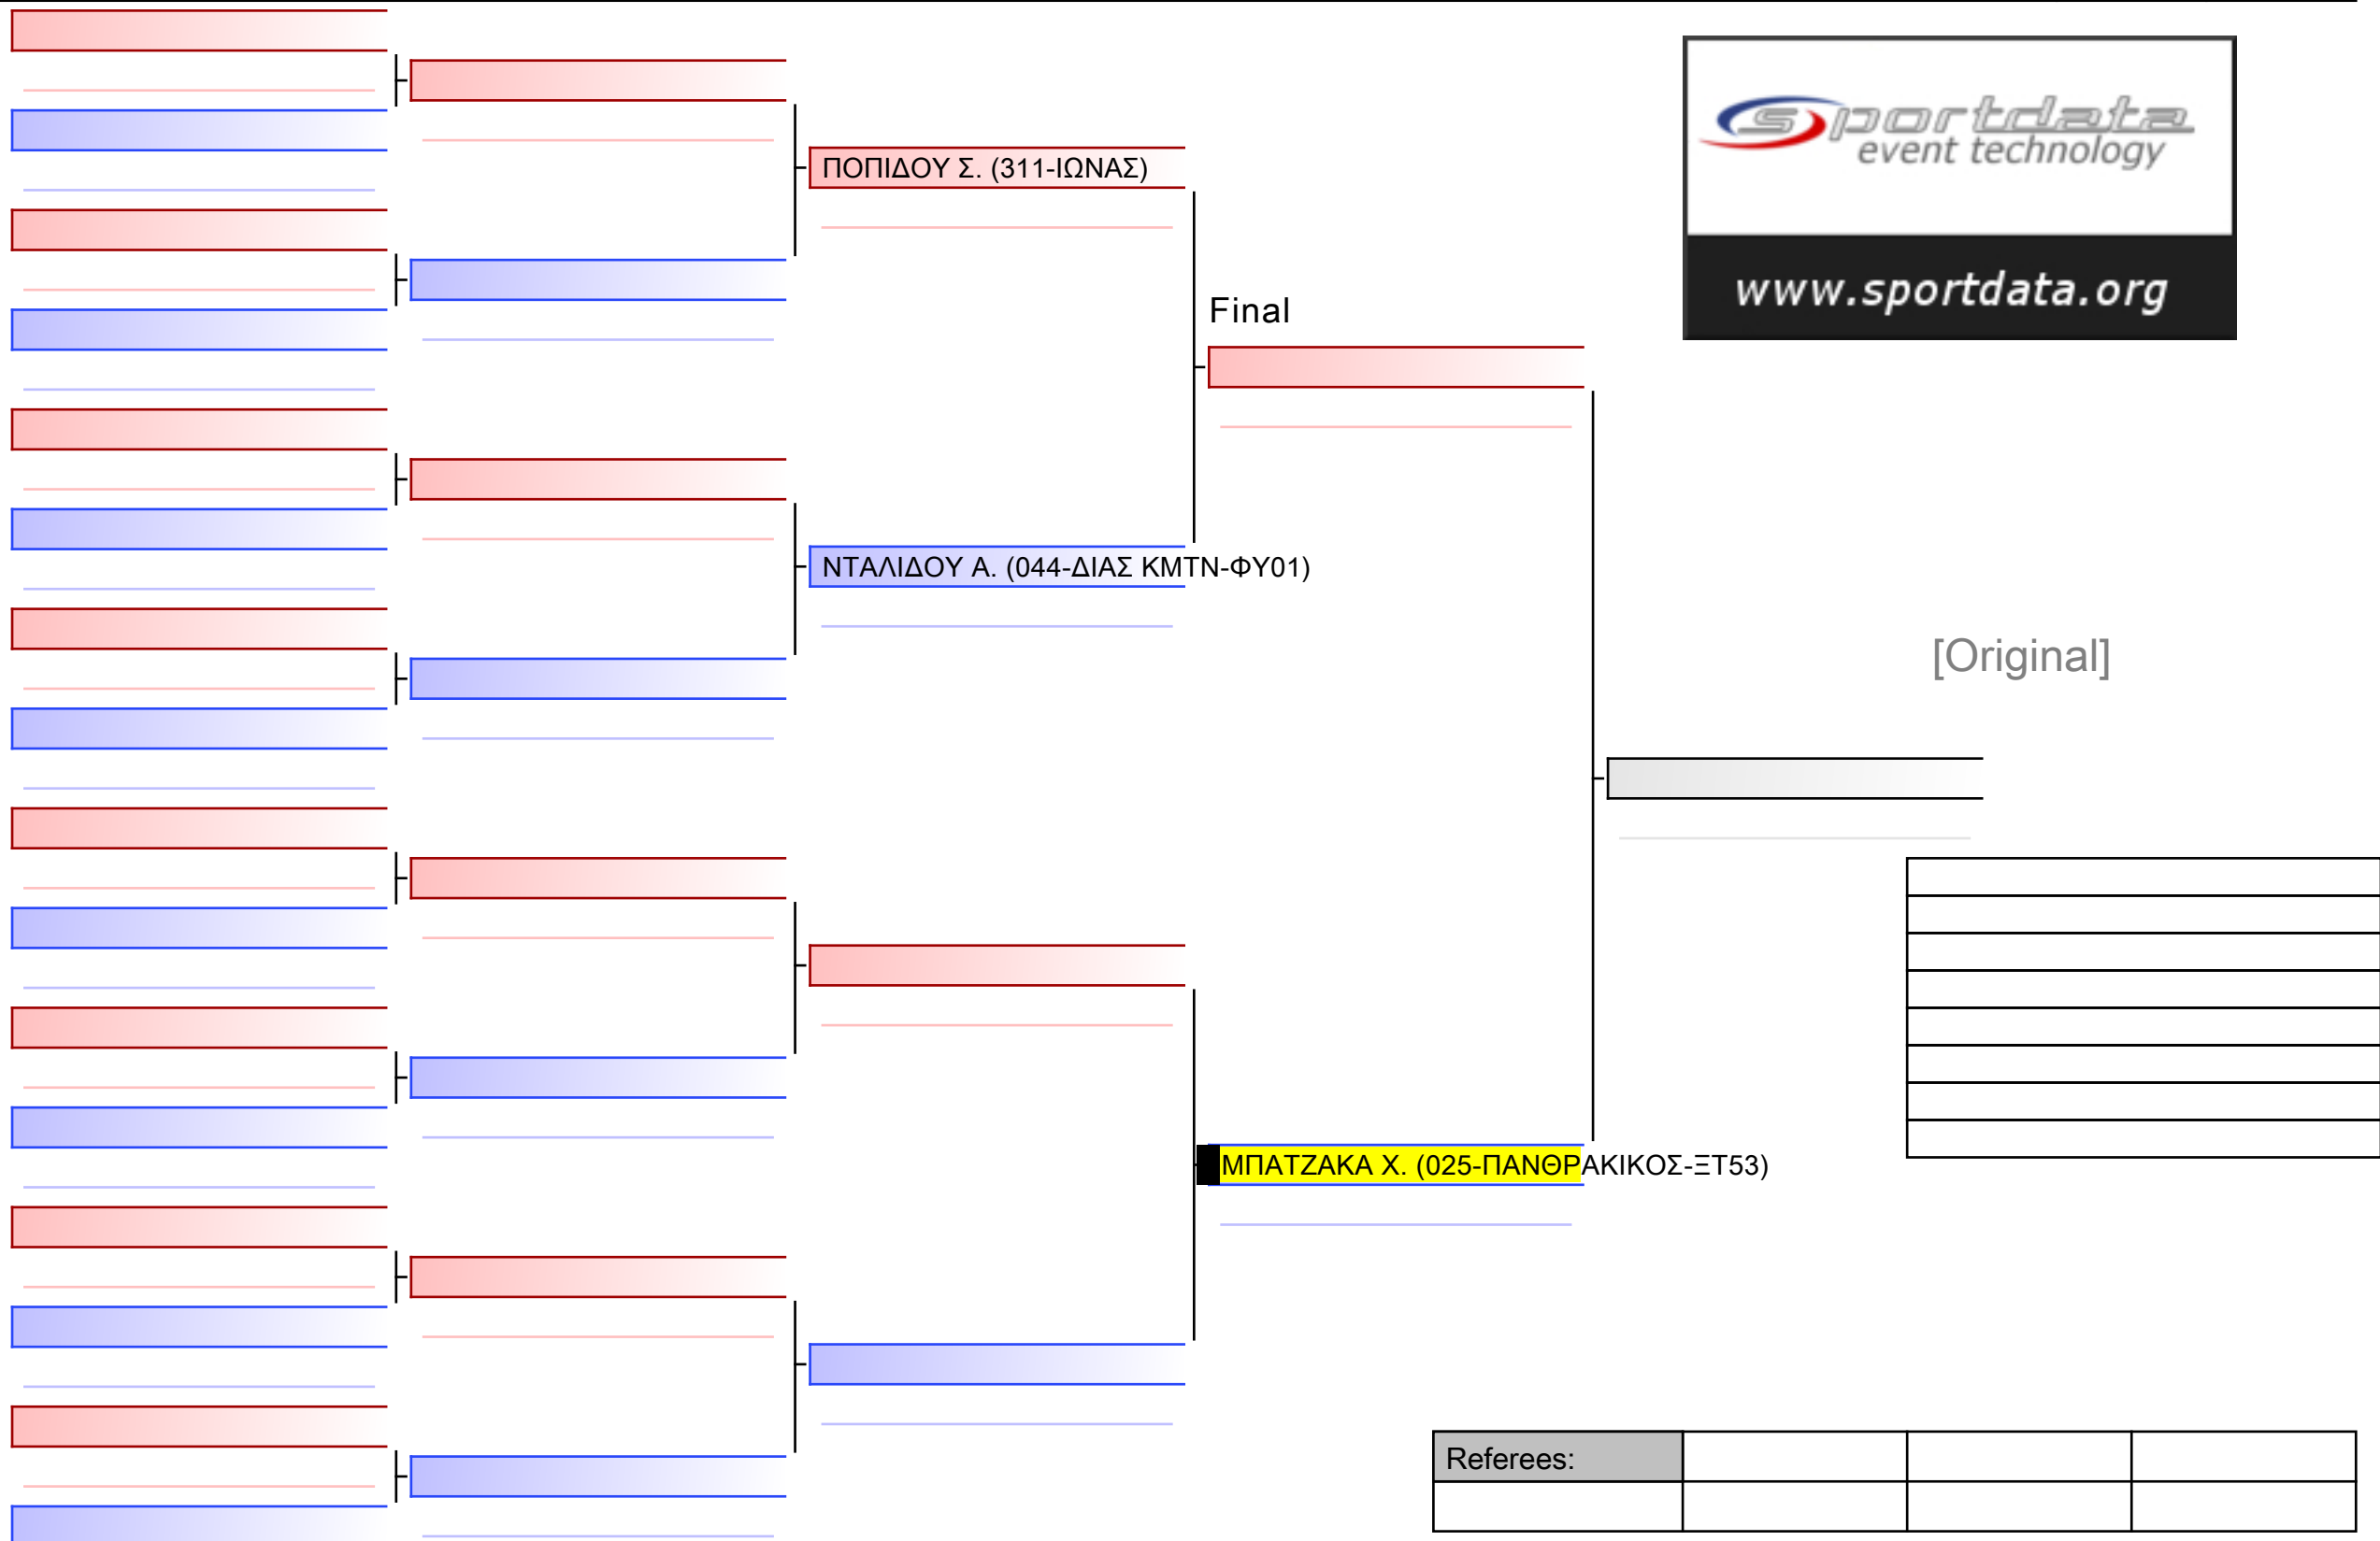 sportdata
event technology
www.sportdata.org
ΠΟΠΙΔΟΥ Σ. (311-ΙΩΝΑΣ)
Final
ΝΤΑΛΙΔΟΥ Α. (044-ΔΙΑΣ ΚΜΤΝ-ΦΥ01)
[Original]
ΜΠΑΤΖΑΚΑ Χ. (025-ΠΑΝΘΡΑΚΙΚΟΣ-ΞΤ53)
Referees: